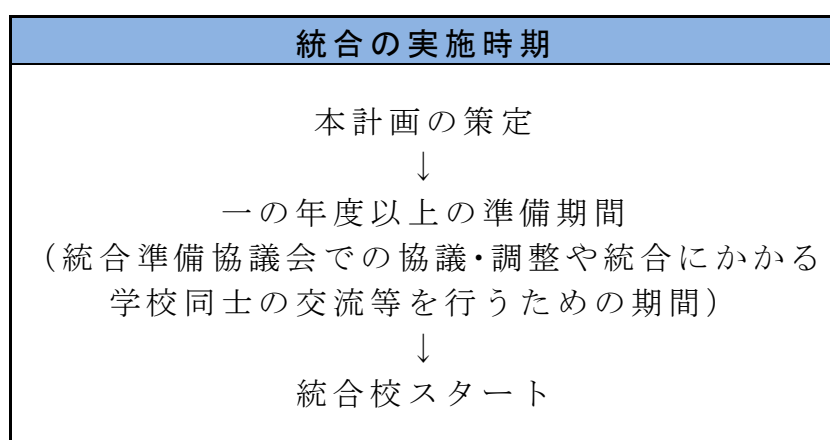 統合の実施時期
本計画の策定
↓
一の年度以上の準備期間
（統合準備協議会での協議・調整や統合にかかる
学校同士の交流等を行うための期間）
↓
統合校スタート